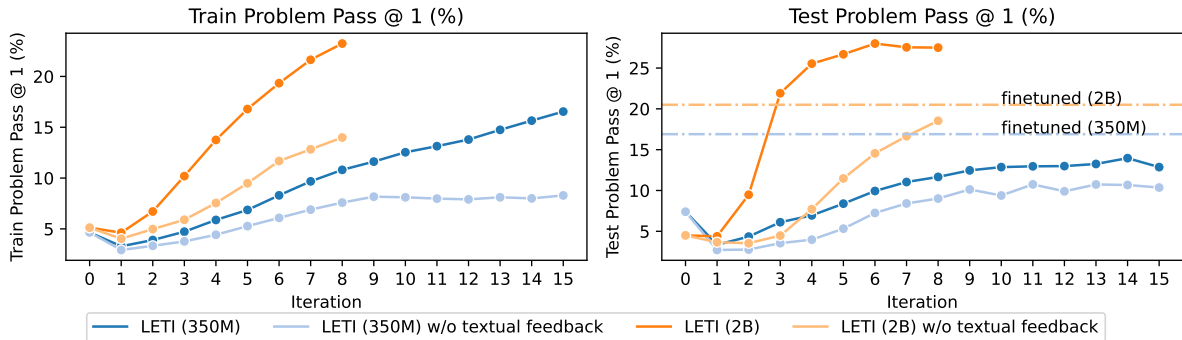 Train Problem Pass @ 1 (%)
Train Problem Pass @ 1 (%)
20
15
10
5
0 1 2 3 4 5 6 7 8 9 10 11 12 13 14 15
Iteration
Test Problem Pass @ 1 (%)
Test Problem Pass @ 1 (%)
25
20
15
10
5
finetuned (2B)
finetuned (350M)
0 1 2 3 4 5 6 7 8 9 10 11 12 13 14 15
Iteration
LETI (350M) LETI (350M) w/o textual feedback LETI (2B) LETI (2B) w/o textual feedback